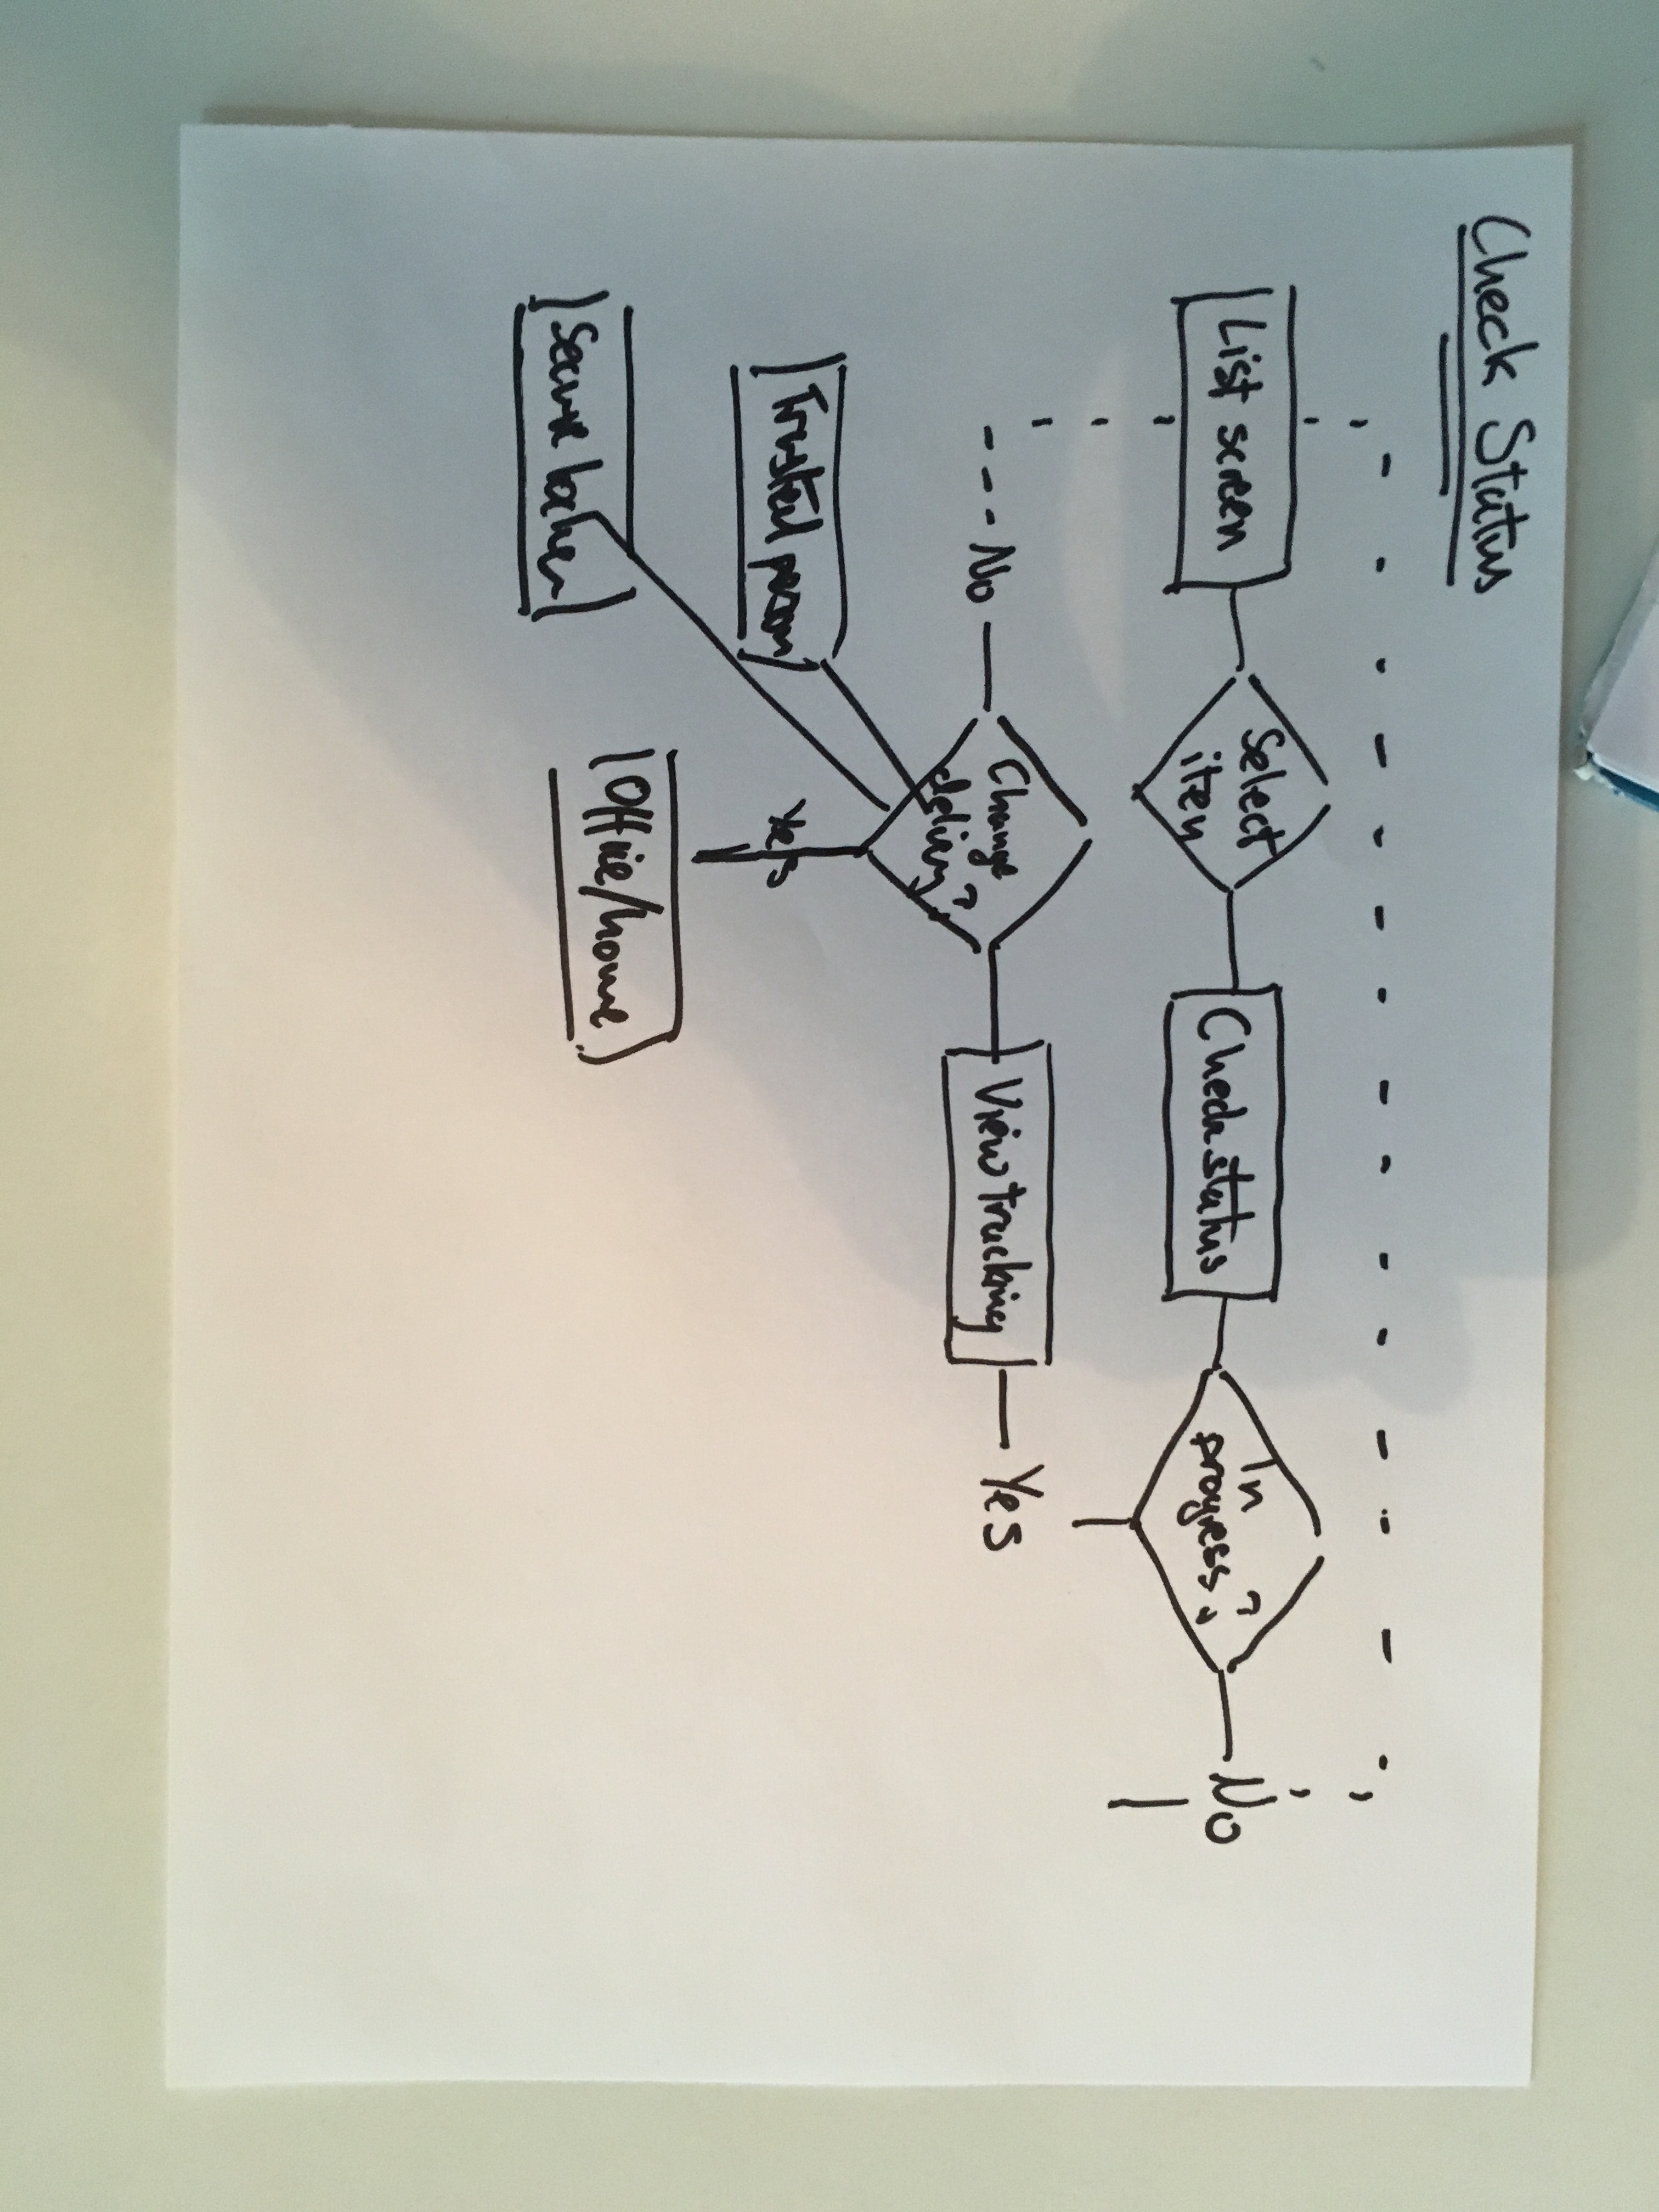 Check Status
List screen
Select
item
Check status
In
progress?
No
No
Change
delivery?
View tracking
Yes
Trusted person
Yes
Secure locker
Office/home